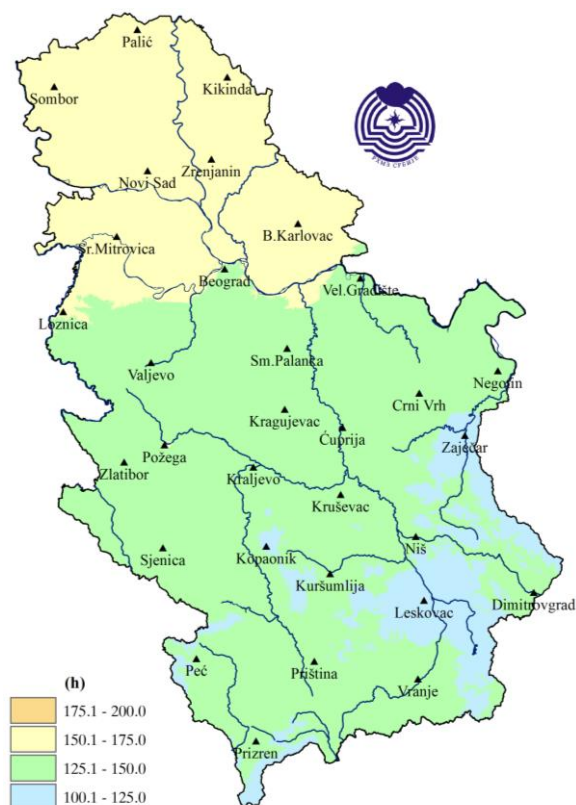 Palić
Kikinda
Sombor
Zrenjanin
Novi Sad
Sr.Mitrovica
B.Karlovac
Beograd
Vel.Gradište
Loznica
Sm.Palanka
Valjevo
Negotin
Crni Vrh
Kragujevac
Ćuprija
Zaječar
Požega
Zlatibor
Kraljevo
Kruševac
Niš
Sjenica
Kopaonik
Kuršumlija
Dimitrovgrad
Leskovac
Peć
Priština
Vranje
Prizren
(h)
175.1 - 200.0
150.1 - 175.0
125.1 - 150.0
100.1 - 125.0